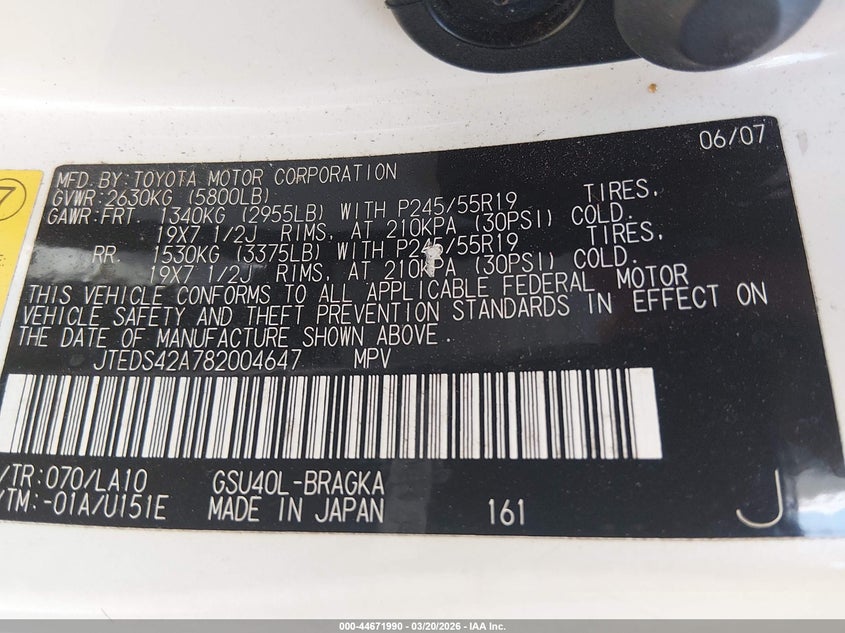 06/07
7
MFD. BY: TOYOTA MOTOR CORPORATION
GVWR: 2630KG (5800LB)
GAWR: FRT. 1340KG (2955LB) WITH P245/55R19 TIRES,
19X7 1/2J RIMS, AT 210KPA (30PSI) COLD.
RR. 1530KG (3375LB) WITH P245/55R19 TIRES,
19X7 1/2J RIMS, AT 210KPA (30PSI) COLD.
THIS VEHICLE CONFORMS TO ALL APPLICABLE FEDERAL MOTOR
VEHICLE SAFETY AND THEFT PREVENTION STANDARDS IN EFFECT ON
THE DATE OF MANUFACTURE SHOWN ABOVE.
JTEDS42A782004647 MPV
/TR: 070/LA10 GSU40L-BRAGKA
/TM: -01A/U151E MADE IN JAPAN 161 J
000-44671990 | 03/20/2026 | IAA Inc.